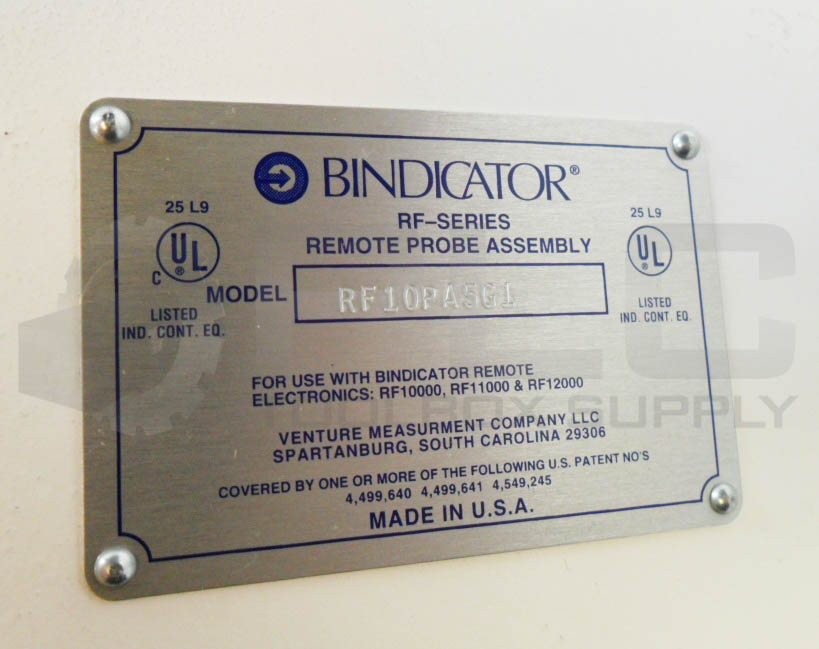 BINDICATOR®
RF–SERIES
REMOTE PROBE ASSEMBLY
25 L9
C UL ®
LISTED
IND. CONT. EQ.
25 L9
UL ®
LISTED
IND. CONT. EQ.
MODEL RF10PA5G1
FOR USE WITH BINDICATOR REMOTE
ELECTRONICS: RF10000, RF11000 & RF12000
VENTURE MEASURMENT COMPANY LLC
SPARTANBURG, SOUTH CAROLINA 29306
COVERED BY ONE OR MORE OF THE FOLLOWING U.S. PATENT NO'S
4,499,640 4,499,641 4,549,245
MADE IN U.S.A.
PLC
TOOLBOX SUPPLY